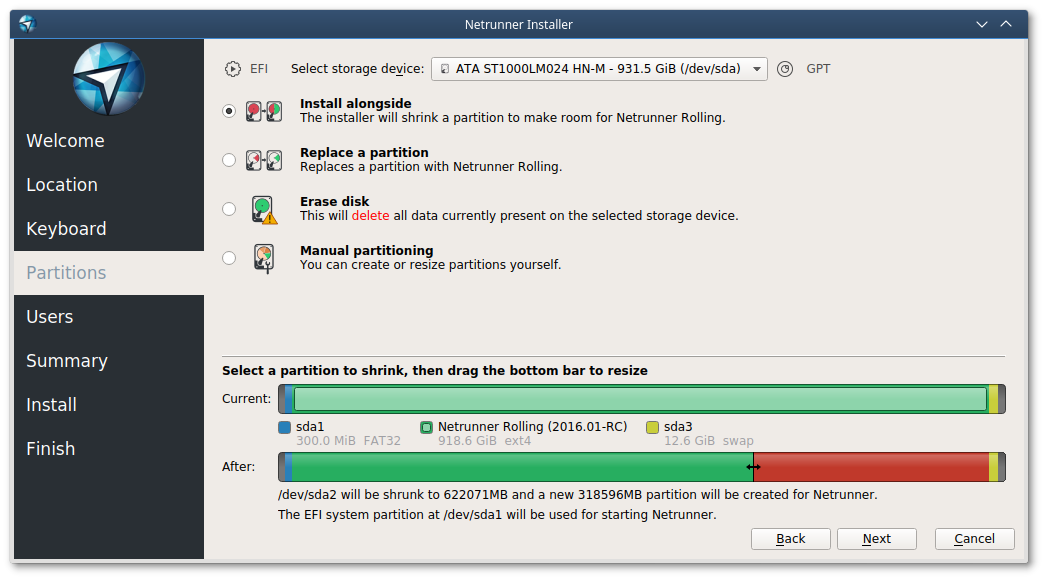 Netrunner Installer
EFI Select storage device: ATA ST1000LM024 HN-M - 931.5 GiB (/dev/sda) GPT
Welcome
Location
Keyboard
Partitions
Users
Summary
Install
Finish
Install alongside
The installer will shrink a partition to make room for Netrunner Rolling.
Replace a partition
Replaces a partition with Netrunner Rolling.
Erase disk
This will delete all data currently present on the selected storage device.
Manual partitioning
You can create or resize partitions yourself.
Select a partition to shrink, then drag the bottom bar to resize
Current:
sda1 Netrunner Rolling (2016.01-RC) sda3
300.0 MiB FAT32 918.6 GiB ext4 12.6 GiB swap
After:
/dev/sda2 will be shrunk to 622071MB and a new 318596MB partition will be created for Netrunner.
The EFI system partition at /dev/sda1 will be used for starting Netrunner.
Back Next Cancel